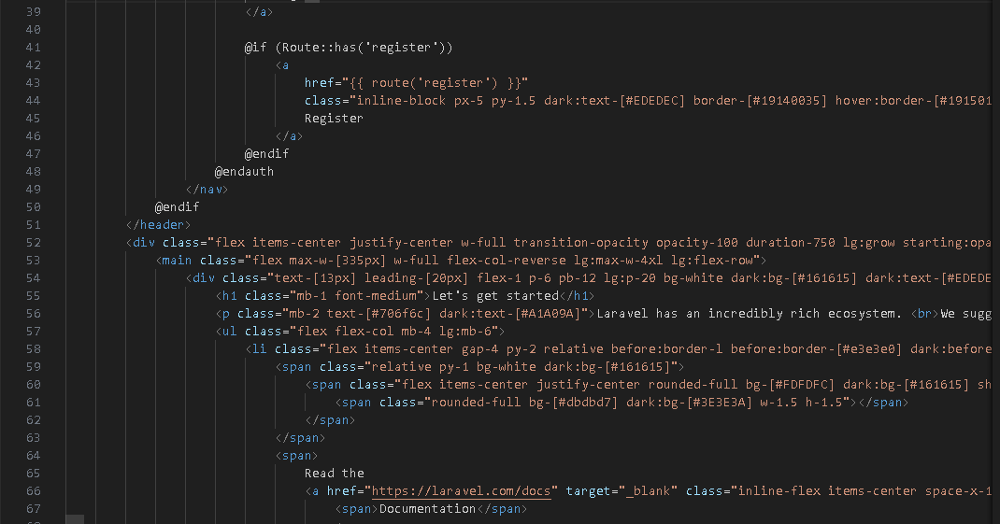 39 </a>
40
41 @if (Route::has('register'))
42 <a
43 href="{{ route('register') }}"
44 class="inline-block px-5 py-1.5 dark:text-[#EDEDEC] border-[#19140035] hover:border-[#191501
45 Register
46 </a>
47 @endif
48 @endauth
49 </nav>
50 @endif
51 </header>
52 <div class="flex items-center justify-center w-full transition-opacity opacity-100 duration-750 lg:grow starting:opa
53 <main class="flex max-w-[335px] w-full flex-col-reverse lg:max-w-4xl lg:flex-row">
54 <div class="text-[13px] leading-[20px] flex-1 p-6 pb-12 lg:p-20 bg-white dark:bg-[#161615] dark:text-[#EDEDE
55 <h1 class="mb-1 font-medium">Let's get started</h1>
56 <p class="mb-2 text-[#706f6c] dark:text-[#A1A09A]">Laravel has an incredibly rich ecosystem. <br>We sugg
57 <ul class="flex flex-col mb-4 lg:mb-6">
58 <li class="flex items-center gap-4 py-2 relative before:border-l before:border-[#e3e3e0] dark:before
59 <span class="relative py-1 bg-white dark:bg-[#161615]">
60 <span class="flex items-center justify-center rounded-full bg-[#FDFDFC] dark:bg-[#161615] sh
61 <span class="rounded-full bg-[#dbdbd7] dark:bg-[#3E3E3A] w-1.5 h-1.5"></span>
62 </span>
63 </span>
64 <span>
65 Read the
66 <a href="https://laravel.com/docs" target="_blank" class="inline-flex items-center space-x-1
67 <span>Documentation</span>